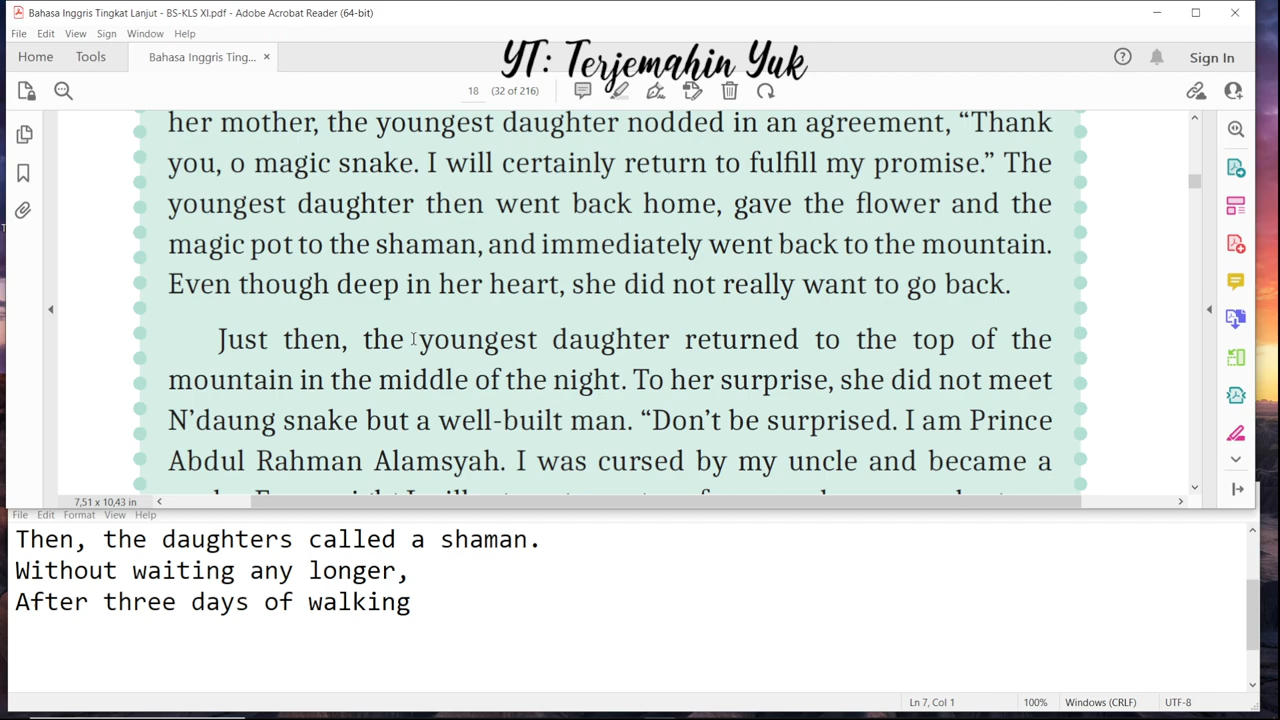 Bahasa Inggris Tingkat Lanjut - BS-KLS XI.pdf - Adobe Acrobat Reader (64-bit)
File Edit View Sign Window Help
Home Tools Bahasa Inggris Ting... × Sign In
YT: Terjemahin Yuk
18 (32 of 216)
her mother, the youngest daughter nodded in an agreement, “Thank
you, o magic snake. I will certainly return to fulfill my promise.” The
youngest daughter then went back home, gave the flower and the
magic pot to the shaman, and immediately went back to the mountain.
Even though deep in her heart, she did not really want to go back.
Just then, the youngest daughter returned to the top of the
mountain in the middle of the night. To her surprise, she did not meet
N’daung snake but a well-built man. “Don’t be surprised. I am Prince
Abdul Rahman Alamsyah. I was cursed by my uncle and became a
7,51 x 10,43 in
File Edit Format View Help
Then, the daughters called a shaman.
Without waiting any longer,
After three days of walking
Ln 7, Col 1 100% Windows (CRLF) UTF-8